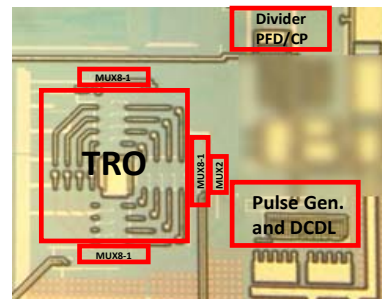 Divider
PFD/CP
MUX8-1
TRO
MUX8-1
MUX2
Pulse Gen.
and DCDL
MUX8-1